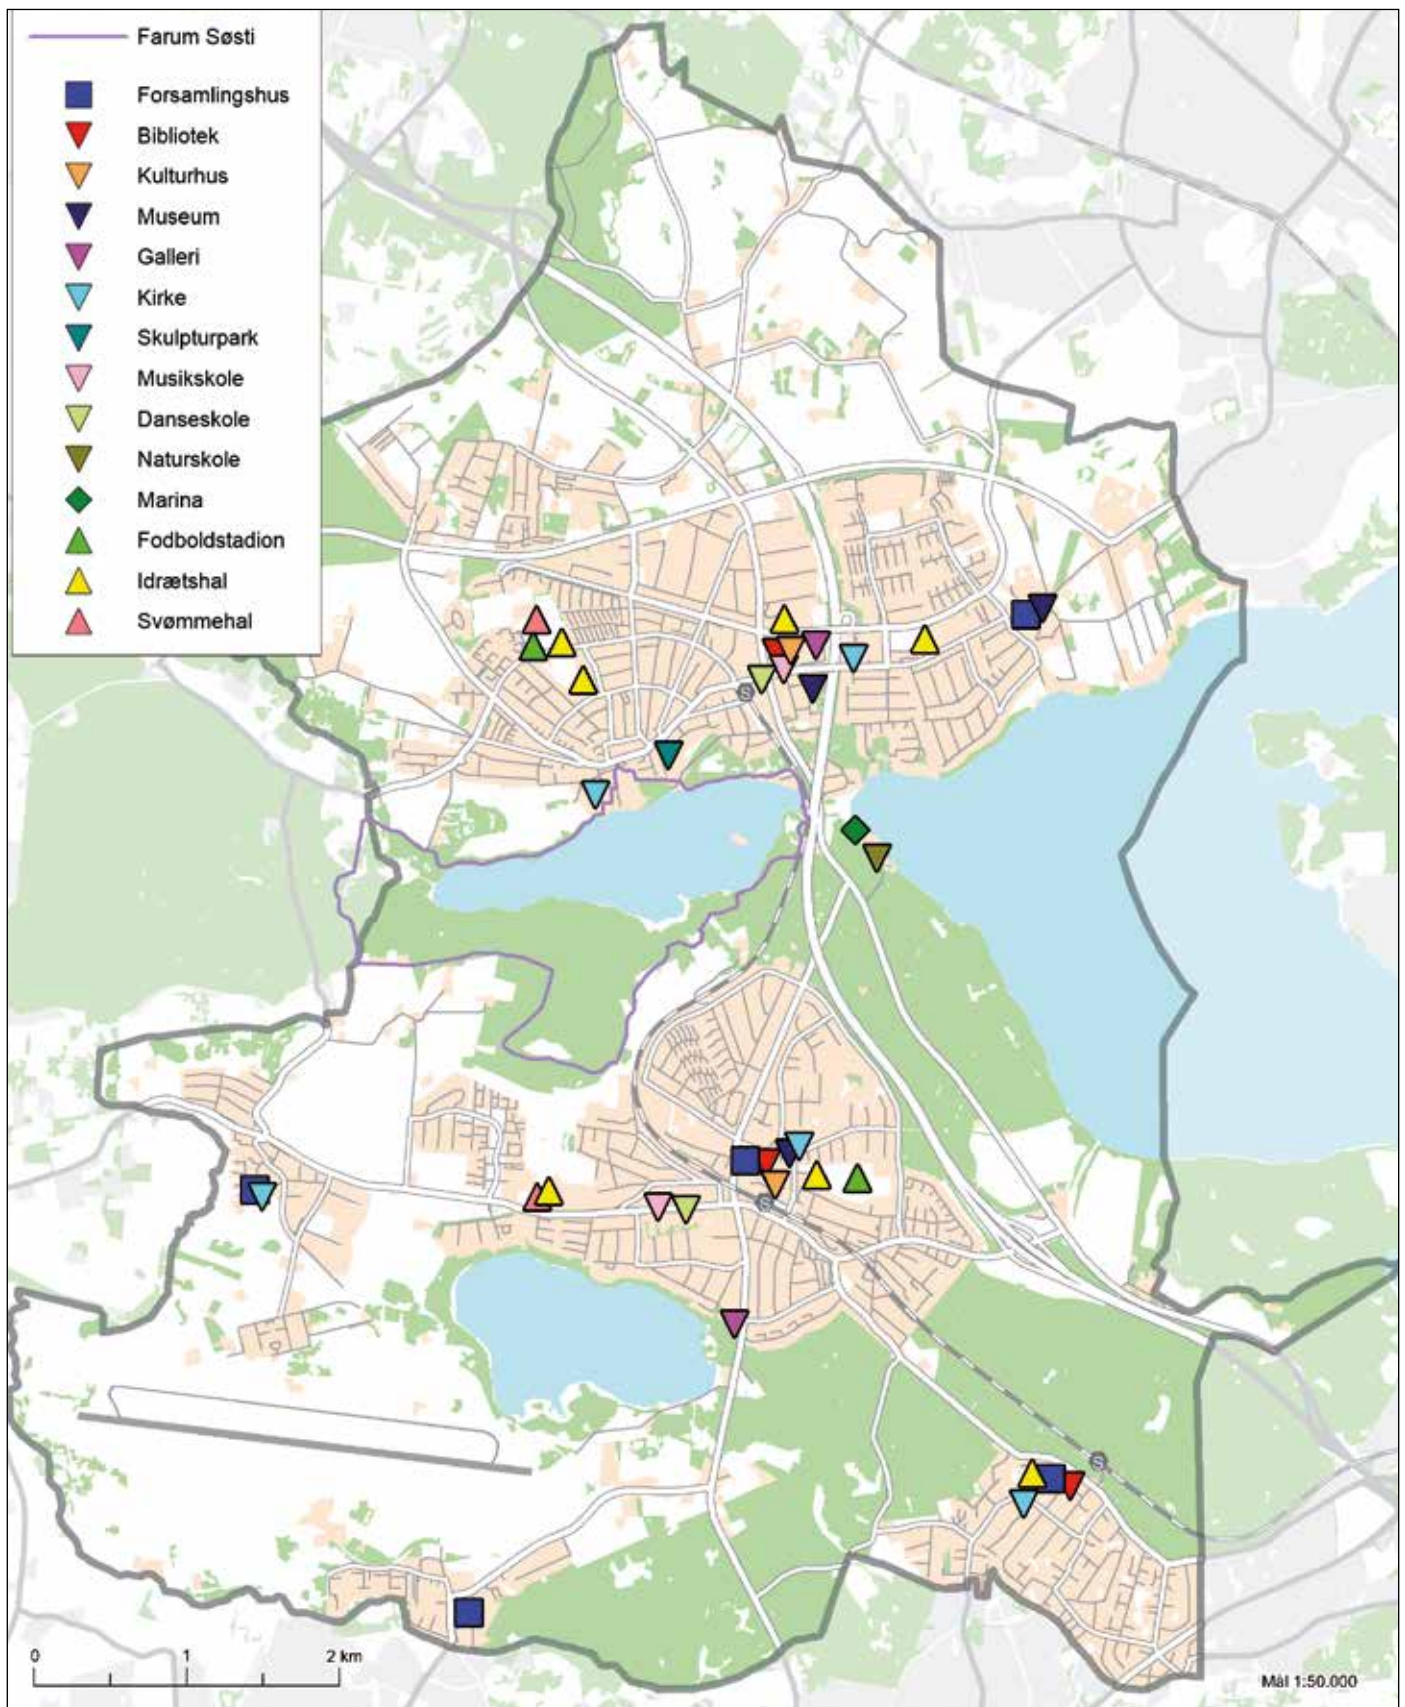 Farum Søsti
Forsamlingshus
Bibliotek
Kulturhus
Museum
Galleri
Kirke
Skulpturpark
Musikskole
Danseskole
Naturskole
Marina
Fodboldstadion
Idrætshal
Svømmehal
S
S
S
0 1 2 km
Mål 1:50.000